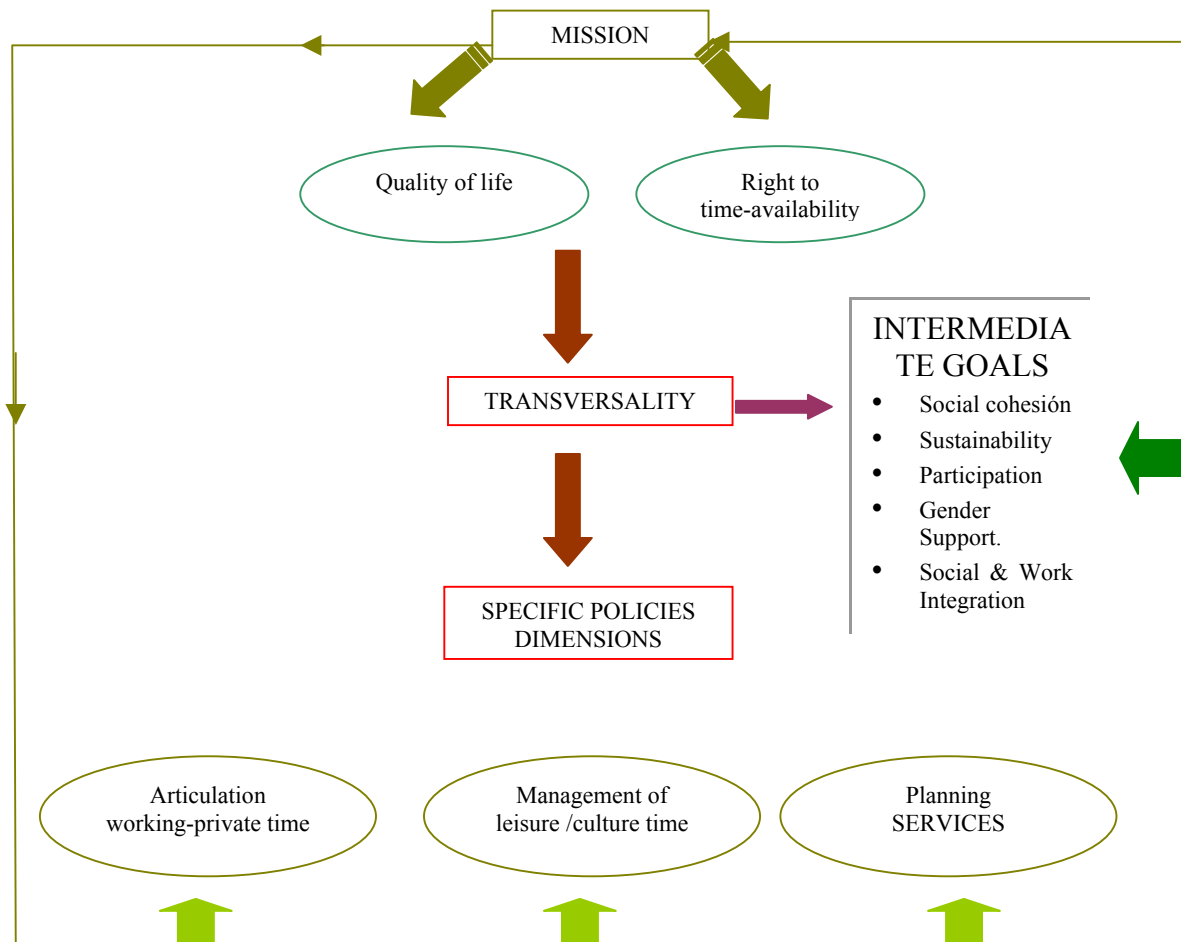 MISSION
Quality of life
Right to
time-availability
INTERMEDIA
TE GOALS
• Social cohesión
• Sustainability
• Participation
• Gender
Support.
• Social & Work
Integration
TRANSVERSALITY
SPECIFIC POLICIES
DIMENSIONS
Articulation
working-private time
Management of
leisure /culture time
Planning
SERVICES